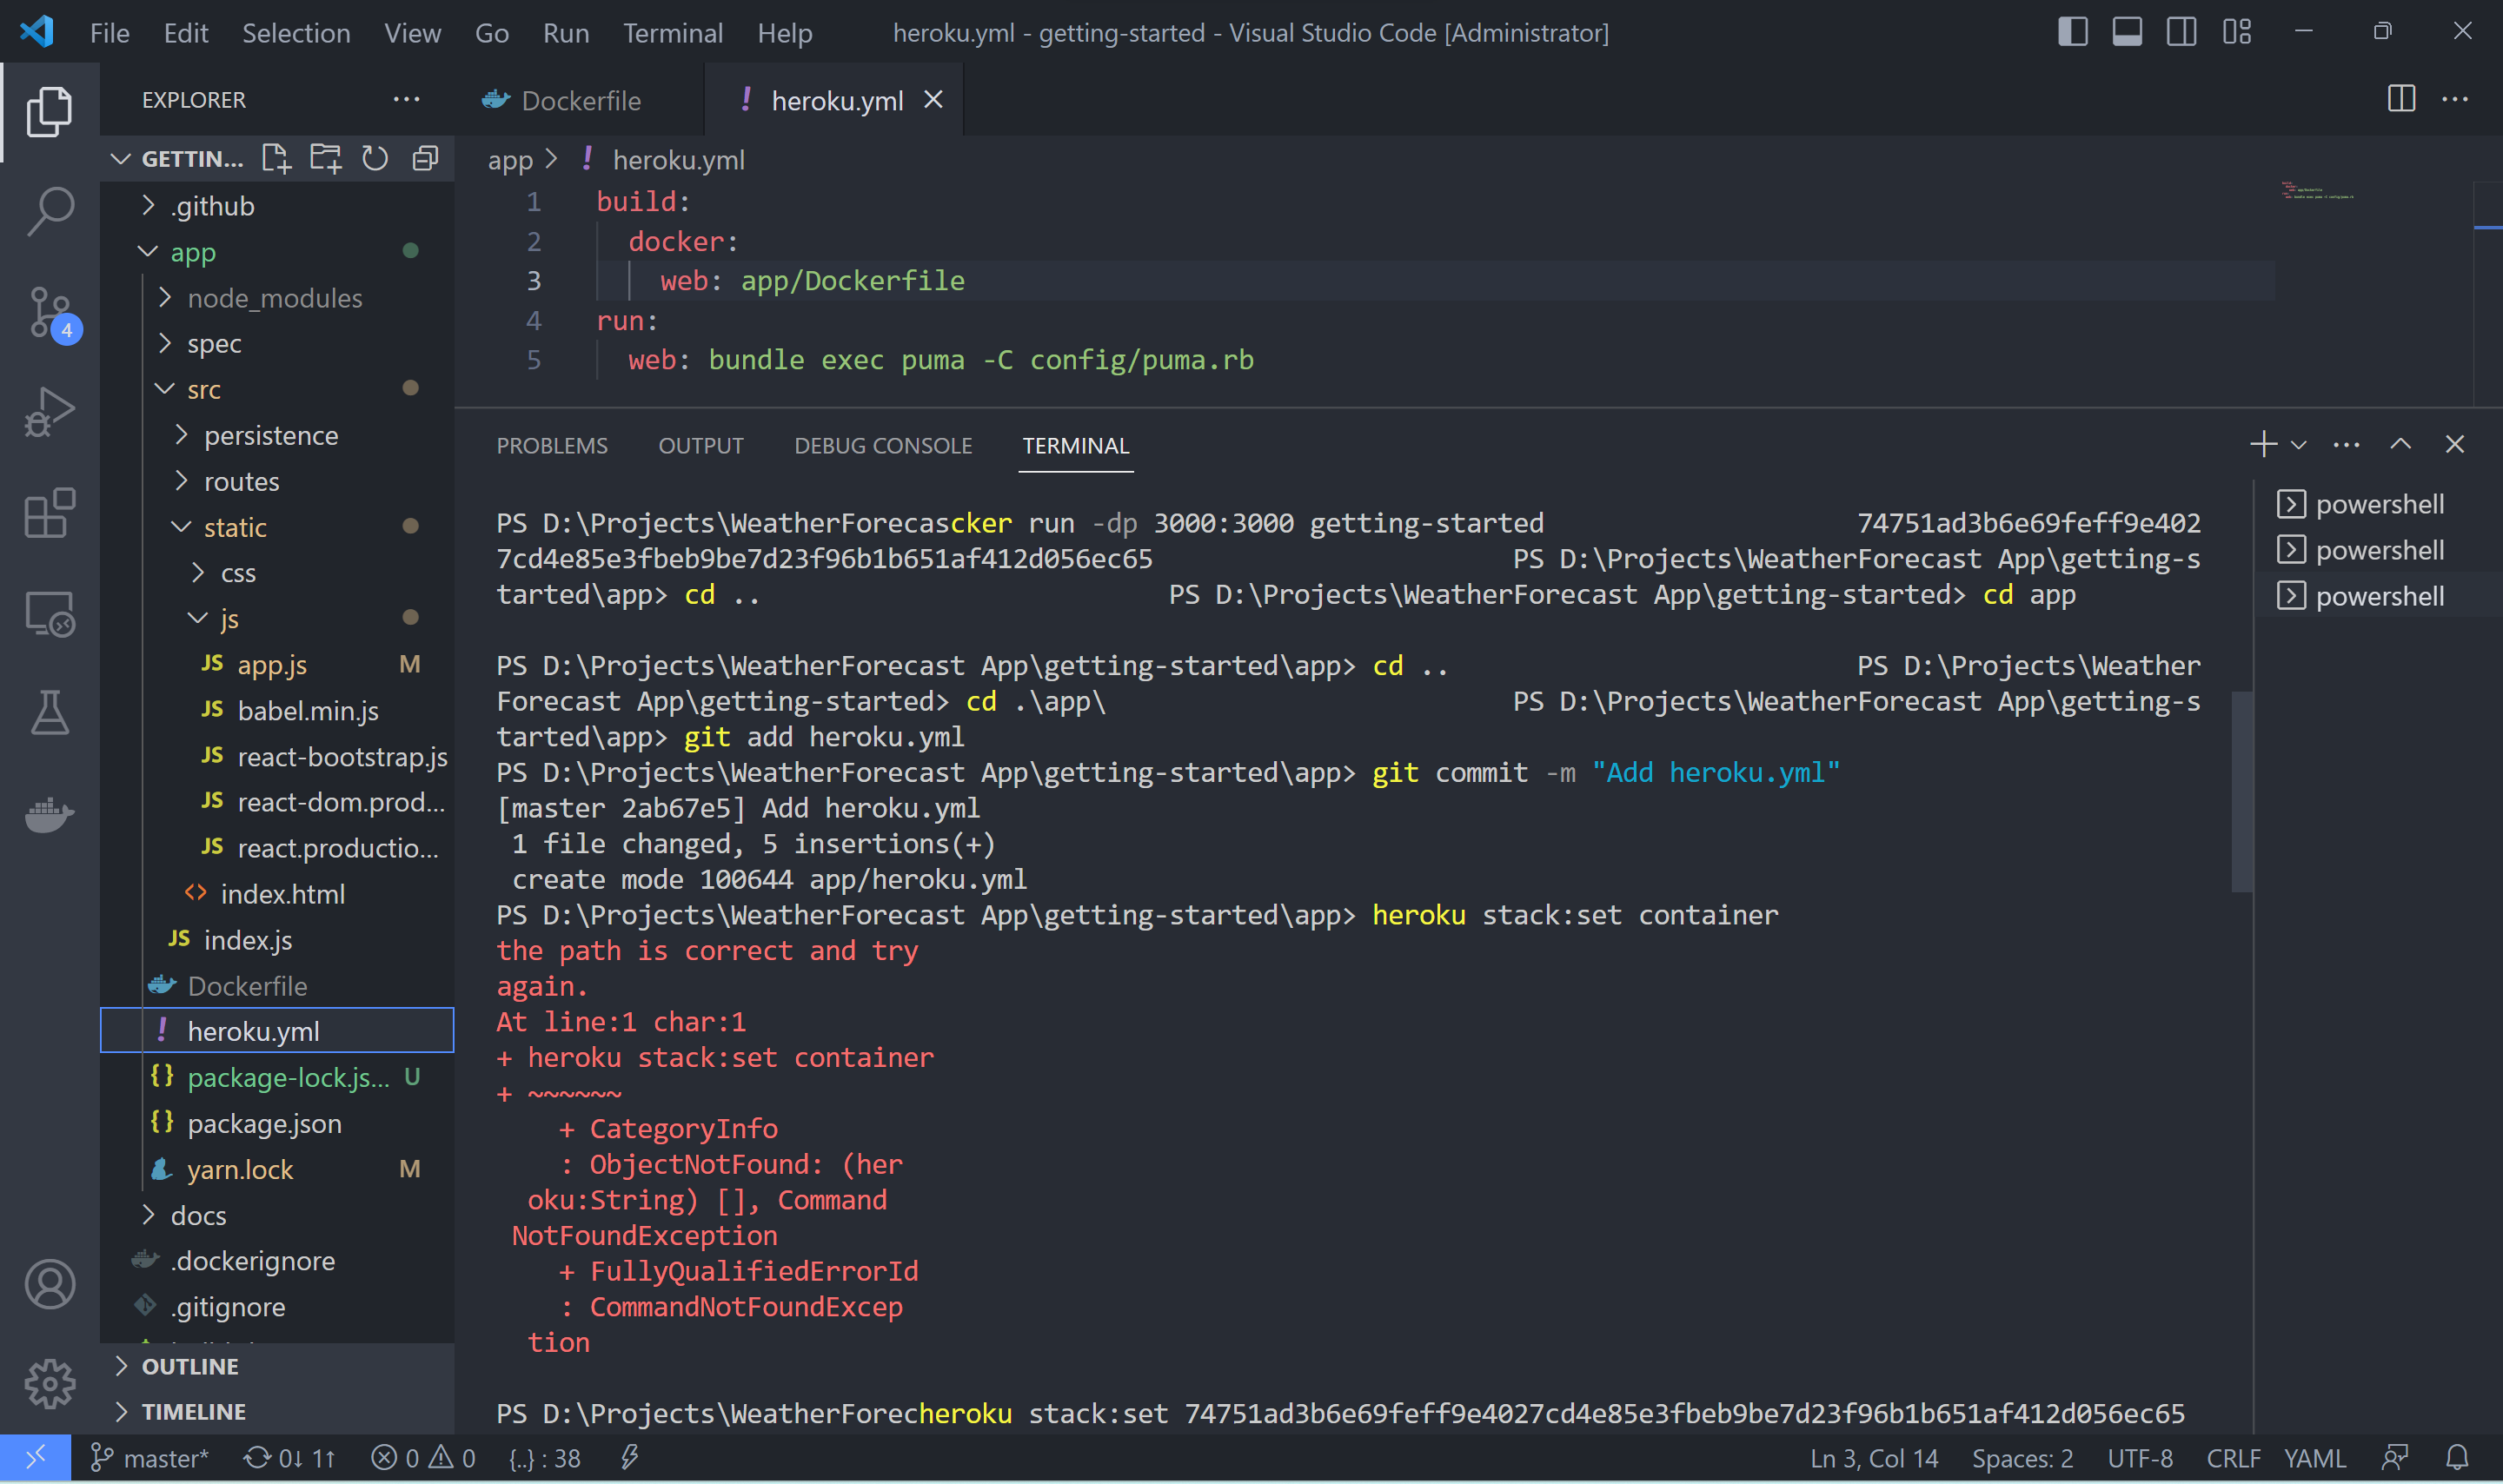 File Edit Selection View Go Run Terminal Help heroku.yml - getting-started - Visual Studio Code [Administrator]
EXPLORER
GETTIN...
.github
app
node_modules
spec
src
persistence
routes
static
css
js
JS app.js M
JS babel.min.js
JS react-bootstrap.js
JS react-dom.prod...
JS react.productio...
<> index.html
JS index.js
Dockerfile
! heroku.yml
{} package-lock.js... U
{} package.json
yarn.lock M
docs
.dockerignore
.gitignore
OUTLINE
TIMELINE
4
Dockerfile ! heroku.yml
app > ! heroku.yml
1 build:
2 docker:
3 web: app/Dockerfile
4 run:
5 web: bundle exec puma -C config/puma.rb
PROBLEMS OUTPUT DEBUG CONSOLE TERMINAL
PS D:\Projects\WeatherForecascker run -dp 3000:3000 getting-started 74751ad3b6e69feff9e402
7cd4e85e3fbeb9be7d23f96b1b651af412d056ec65 PS D:\Projects\WeatherForecast App\getting-s
tarted\app> cd .. PS D:\Projects\WeatherForecast App\getting-started> cd app
PS D:\Projects\WeatherForecast App\getting-started\app> cd .. PS D:\Projects\Weather
Forecast App\getting-started> cd .\app\ PS D:\Projects\WeatherForecast App\getting-s
tarted\app> git add heroku.yml
PS D:\Projects\WeatherForecast App\getting-started\app> git commit -m "Add heroku.yml"
[master 2ab67e5] Add heroku.yml
1 file changed, 5 insertions(+)
create mode 100644 app/heroku.yml
PS D:\Projects\WeatherForecast App\getting-started\app> heroku stack:set container
the path is correct and try
again.
At line:1 char:1
+ heroku stack:set container
+ ~~~~~~
+ CategoryInfo
: ObjectNotFound: (her
oku:String) [], Command
NotFoundException
+ FullyQualifiedErrorId
: CommandNotFoundExcep
tion
PS D:\Projects\WeatherForecheroku stack:set 74751ad3b6e69feff9e4027cd4e85e3fbeb9be7d23f96b1b651af412d056ec65
powershell
powershell
powershell
master* 0↓ 1↑ 0 0 {..} : 38 Ln 3, Col 14 Spaces: 2 UTF-8 CRLF YAML